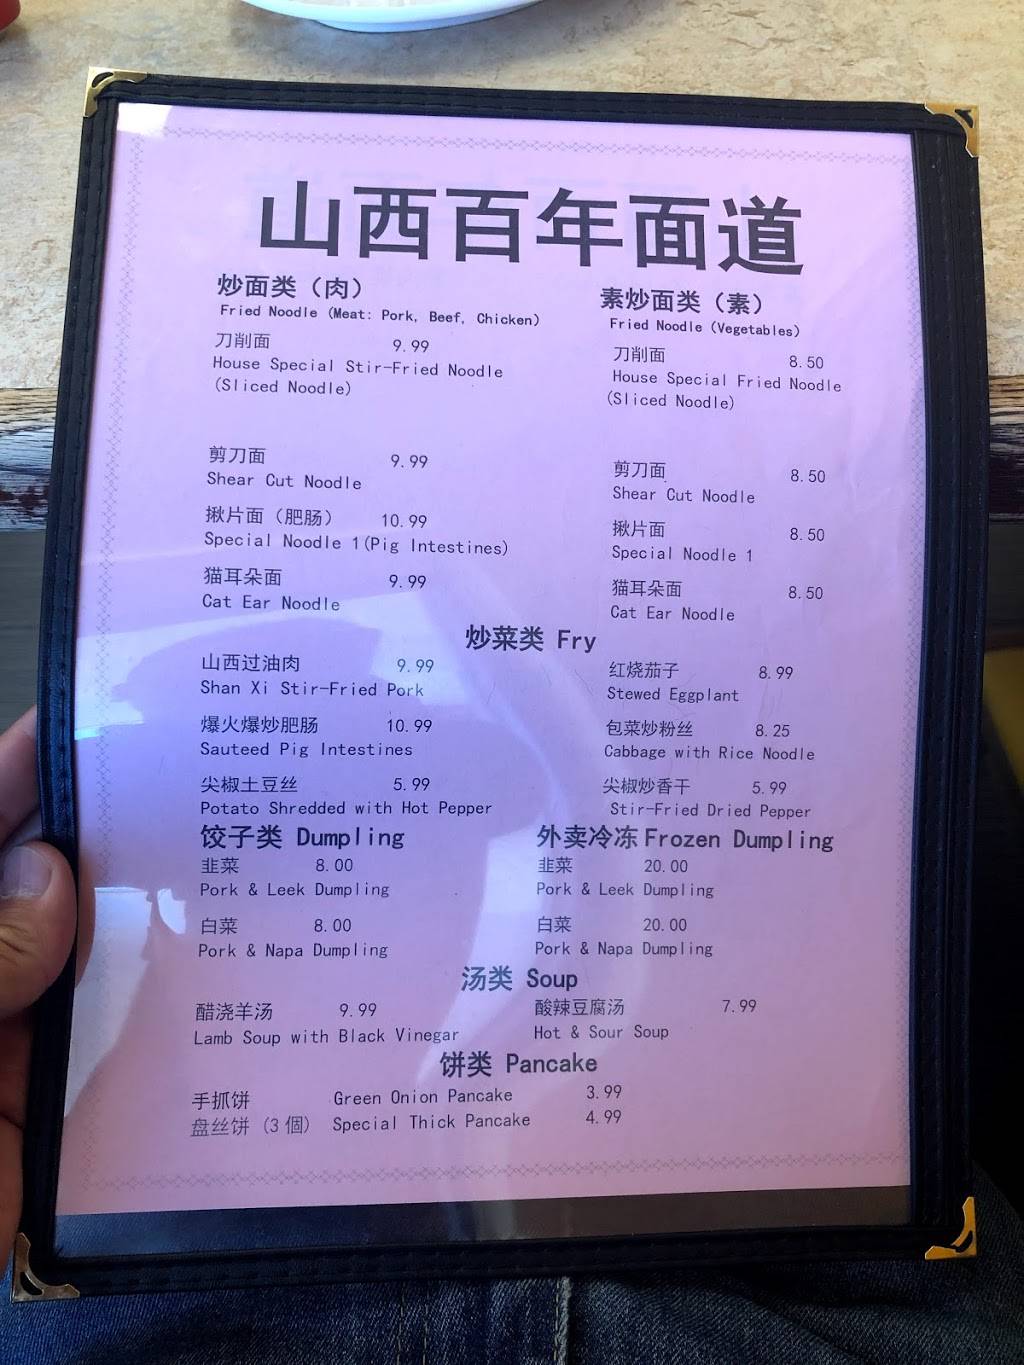 山西百年面道
炒面类（肉）
Fried Noodle (Meat: Pork, Beef, Chicken)
刀削面 9.99
House Special Stir-Fried Noodle
(Sliced Noodle)
剪刀面 9.99
Shear Cut Noodle
揪片面（肥肠） 10.99
Special Noodle 1(Pig Intestines)
猫耳朵面 9.99
Cat Ear Noodle
素炒面类（素）
Fried Noodle (Vegetables)
刀削面 8.50
House Special Fried Noodle
(Sliced Noodle)
剪刀面 8.50
Shear Cut Noodle
揪片面 8.50
Special Noodle 1
猫耳朵面 8.50
Cat Ear Noodle
炒菜类 Fry
山西过油肉 9.99
Shan Xi Stir-Fried Pork
爆火爆炒肥肠 10.99
Sauteed Pig Intestines
尖椒土豆丝 5.99
Potato Shredded with Hot Pepper
红烧茄子 8.99
Stewed Eggplant
包菜炒粉丝 8.25
Cabbage with Rice Noodle
尖椒炒香干 5.99
Stir-Fried Dried Pepper
饺子类 Dumpling
韭菜 8.00
Pork & Leek Dumpling
白菜 8.00
Pork & Napa Dumpling
外卖冷冻 Frozen Dumpling
韭菜 20.00
Pork & Leek Dumpling
白菜 20.00
Pork & Napa Dumpling
汤类 Soup
醋浇羊汤 9.99
Lamb Soup with Black Vinegar
酸辣豆腐汤 7.99
Hot & Sour Soup
饼类 Pancake
手抓饼 Green Onion Pancake 3.99
盘丝饼 (3個) Special Thick Pancake 4.99